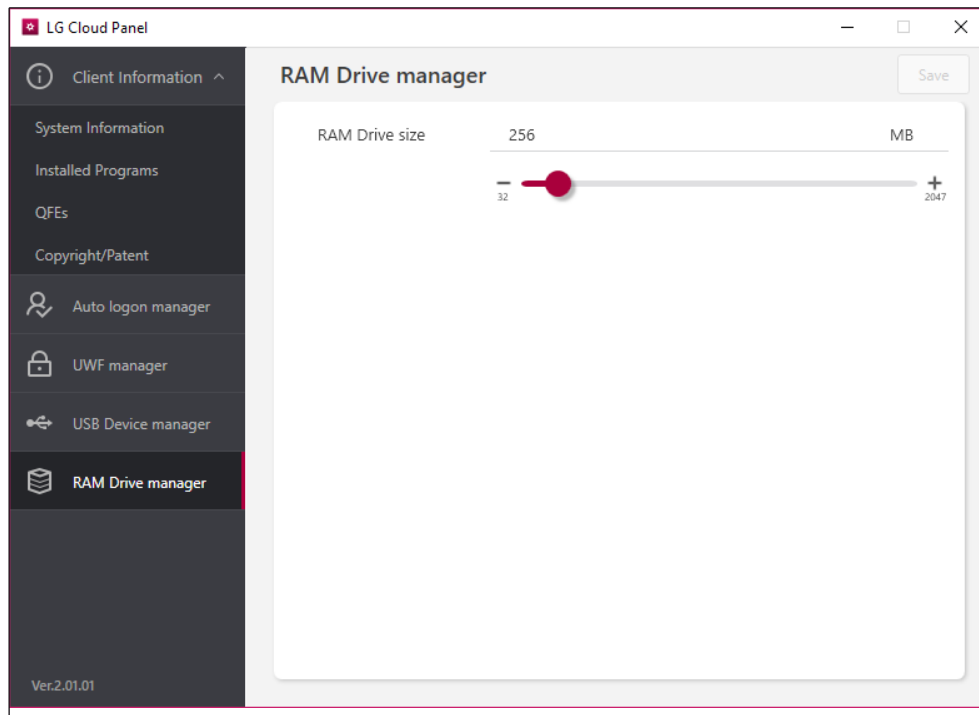 LG Cloud Panel
Client Information
System Information
Installed Programs
QFEs
Copyright/Patent
Auto logon manager
UWF manager
USB Device manager
RAM Drive manager
Ver.2.01.01
RAM Drive manager
Save
RAM Drive size 256 MB
32 2047